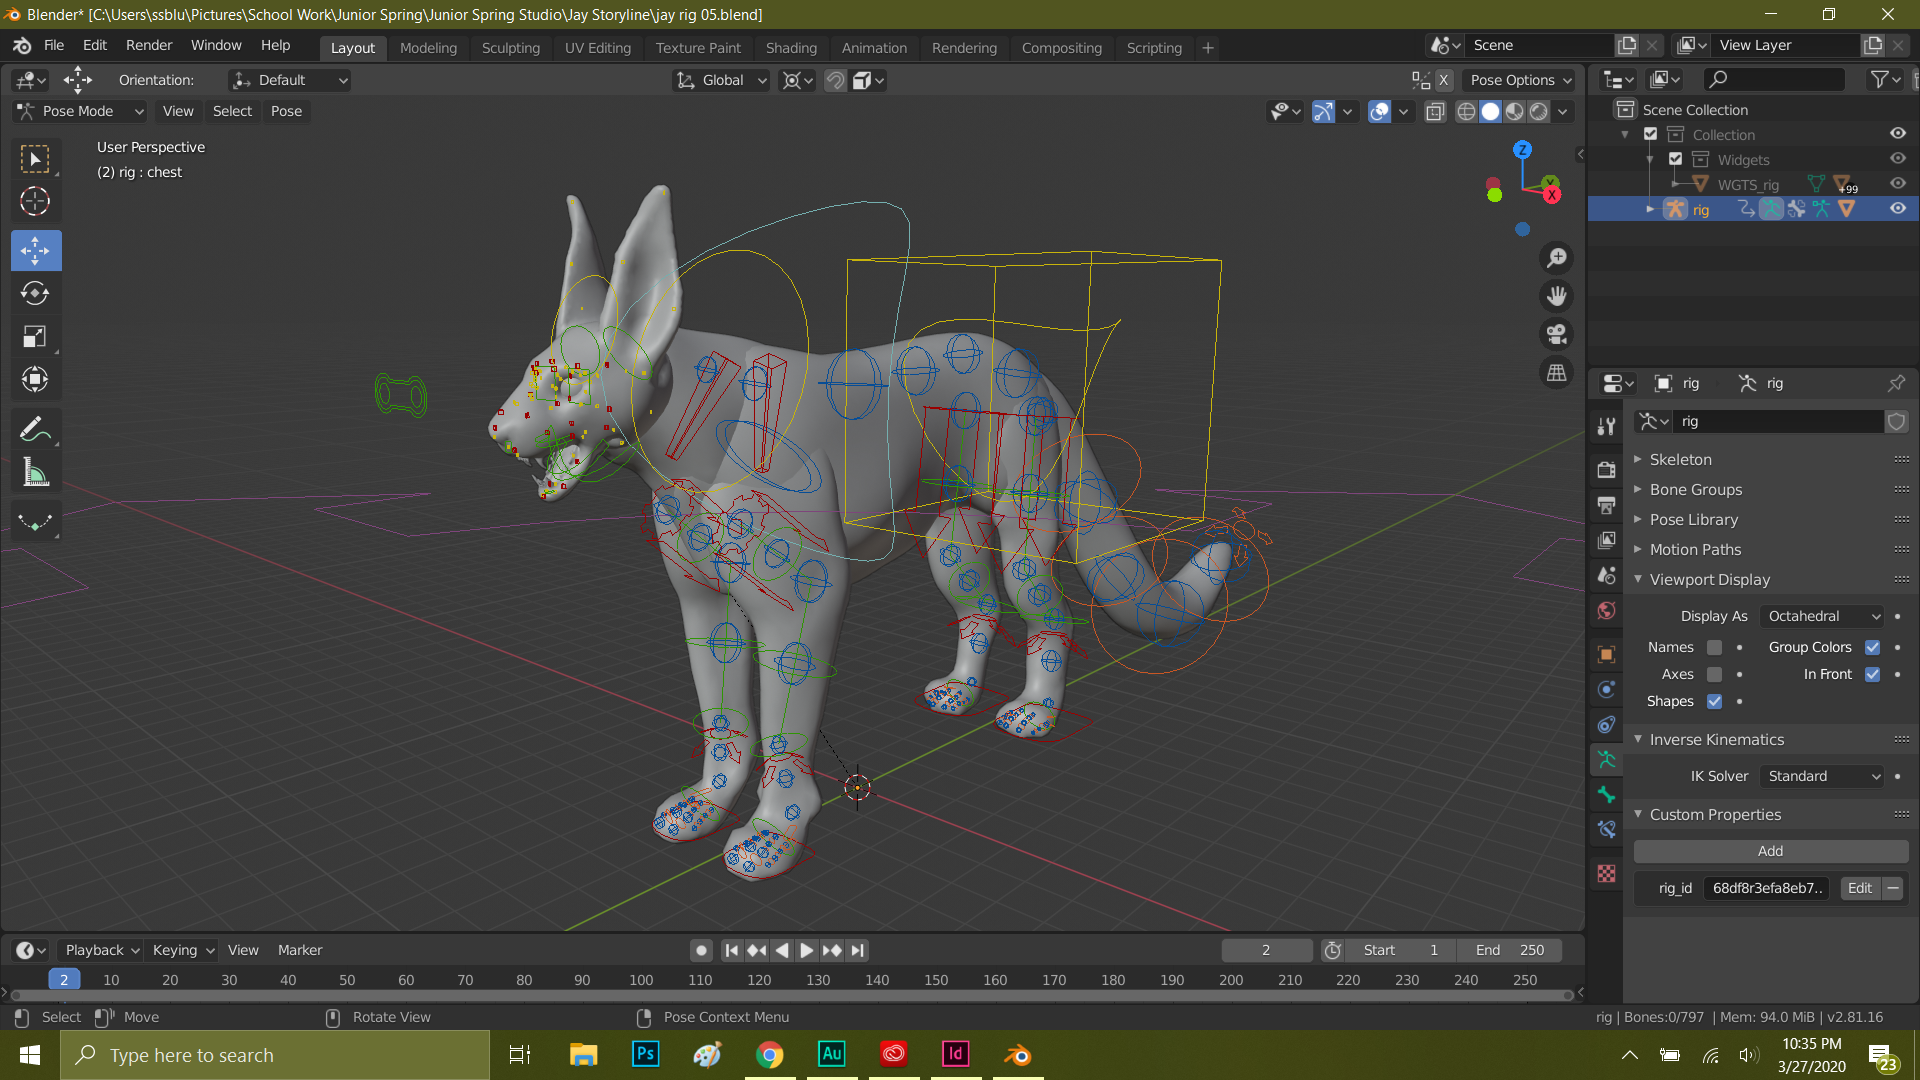 Blender* [C:\Users\ssblu\Pictures\School Work\Junior Spring\Junior Spring Studio\Jay Storyline\jay rig 05.blend]
File Edit Render Window Help Layout Modeling Sculpting UV Editing Texture Paint Shading Animation Rendering Compositing Scripting + Scene View Layer
Orientation: Default Global X Pose Options
Pose Mode View Select Pose
User Perspective
(2) rig : chest
Z
Y
X
Scene Collection
Collection
Widgets
WGTS_rig +99
rig
rig rig
rig
Skeleton
Bone Groups
Pose Library
Motion Paths
Viewport Display
Display As Octahedral
Names Group Colors
Axes In Front
Shapes
Inverse Kinematics
IK Solver Standard
Custom Properties
Add
rig_id 68df8r3efa8eb7.. Edit
Playback Keying View Marker 2 Start 1 End 250
2 10 20 30 40 50 60 70 80 90 100 110 120 130 140 150 160 170 180 190 200 210 220 230 240 250
Select Move Rotate View Pose Context Menu rig | Bones:0/797 | Mem: 94.0 MiB | v2.81.16
Type here to search Ps Au Id 10:35 PM
3/27/2020 23